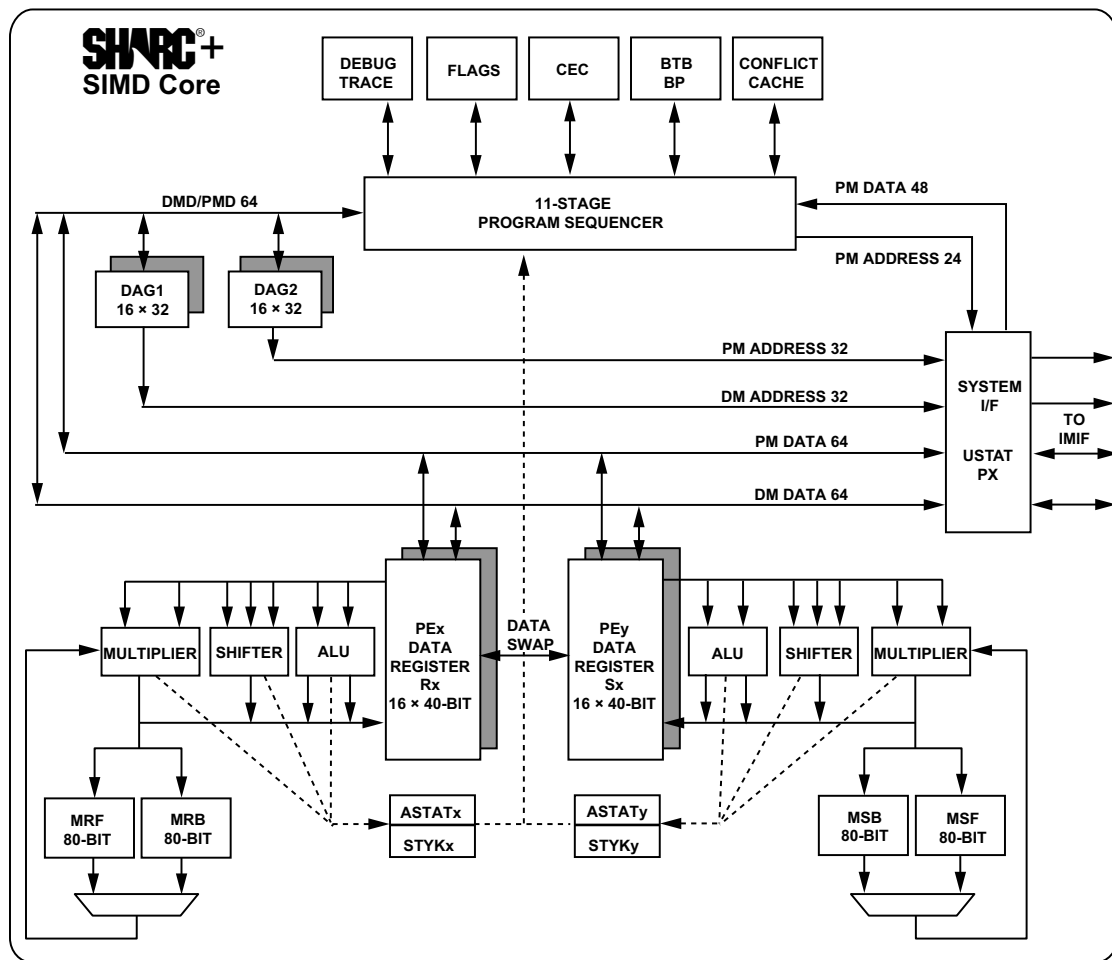 SHARC®+
SIMD Core
DEBUG
TRACE
FLAGS
CEC
BTB
BP
CONFLICT
CACHE
DMD/PMD 64
11-STAGE
PROGRAM SEQUENCER
PM DATA 48
PM ADDRESS 24
DAG1
16 × 32
DAG2
16 × 32
PM ADDRESS 32
DM ADDRESS 32
PM DATA 64
DM DATA 64
SYSTEM
I/F
USTAT
PX
TO
IMIF
MULTIPLIER
SHIFTER
ALU
PEx
DATA
REGISTER
Rx
16 × 40-BIT
DATA
SWAP
PEy
DATA
REGISTER
Sx
16 × 40-BIT
ALU
SHIFTER
MULTIPLIER
MRF
80-BIT
MRB
80-BIT
ASTATx
STYKx
ASTATy
STYKy
MSB
80-BIT
MSF
80-BIT